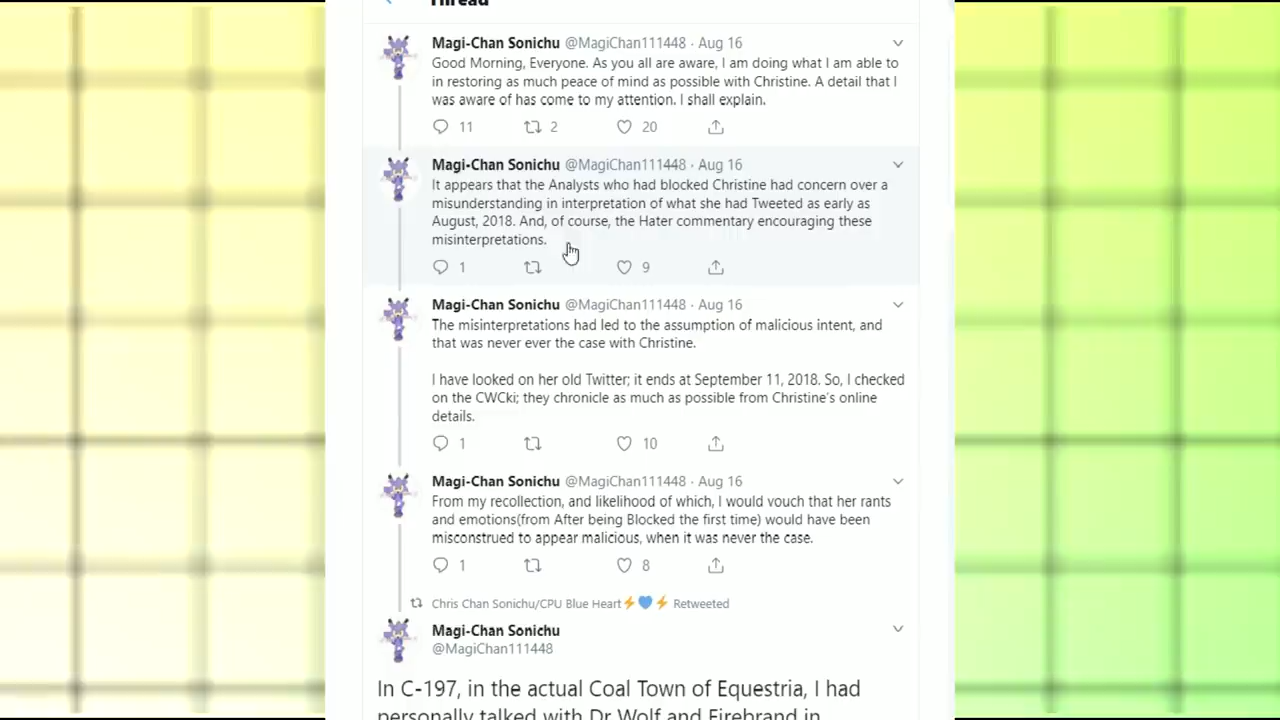 Thread
Magi-Chan Sonichu @MagiChan111448 · Aug 16
Good Morning, Everyone. As you all are aware, I am doing what I am able to
in restoring as much peace of mind as possible with Christine. A detail that I
was aware of has come to my attention. I shall explain.
11 2 20
Magi-Chan Sonichu @MagiChan111448 · Aug 16
It appears that the Analysts who had blocked Christine had concern over a
misunderstanding in interpretation of what she had Tweeted as early as
August, 2018. And, of course, the Hater commentary encouraging these
misinterpretations.
1 9
Magi-Chan Sonichu @MagiChan111448 · Aug 16
The misinterpretations had led to the assumption of malicious intent, and
that was never ever the case with Christine.
I have looked on her old Twitter; it ends at September 11, 2018. So, I checked
on the CWCki; they chronicle as much as possible from Christine's online
details.
1 10
Magi-Chan Sonichu @MagiChan111448 · Aug 16
From my recollection, and likelihood of which, I would vouch that her rants
and emotions(from After being Blocked the first time) would have been
misconstrued to appear malicious, when it was never the case.
1 8
Chris Chan Sonichu/CPU Blue Heart⚡💙⚡ Retweeted
Magi-Chan Sonichu
@MagiChan111448
In C-197, in the actual Coal Town of Equestria, I had
personally talked with Dr Wolf and Firebrand in